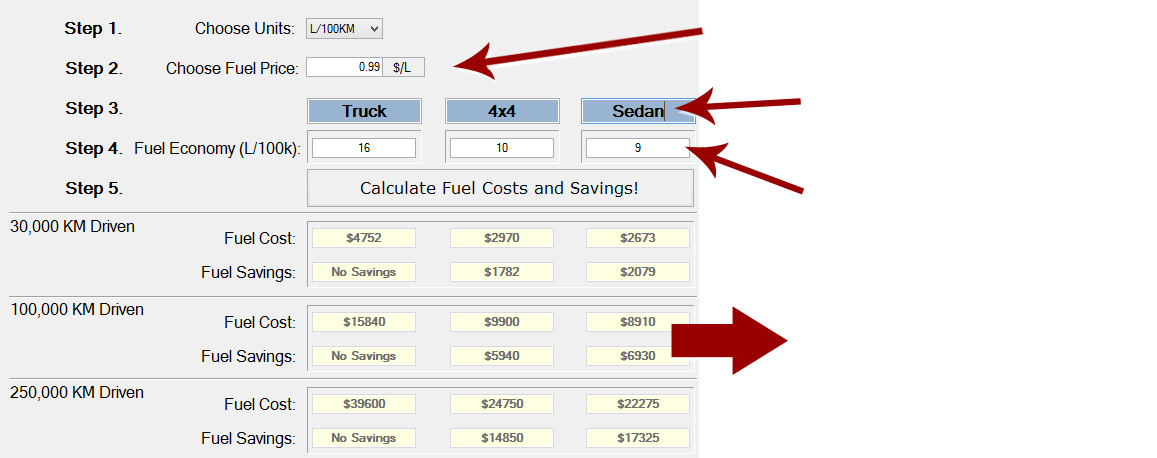 Step 1. Choose Units: L/100KM
Step 2. Choose Fuel Price: 0.99 $/L
Step 3. Truck 4x4 Sedan
Step 4. Fuel Economy (L/100k): 16 10 9
Step 5. Calculate Fuel Costs and Savings!
30,000 KM Driven
Fuel Cost: $4752 $2970 $2673
Fuel Savings: No Savings $1782 $2079
100,000 KM Driven
Fuel Cost: $15840 $9900 $8910
Fuel Savings: No Savings $5940 $6930
250,000 KM Driven
Fuel Cost: $39600 $24750 $22275
Fuel Savings: No Savings $14850 $17325